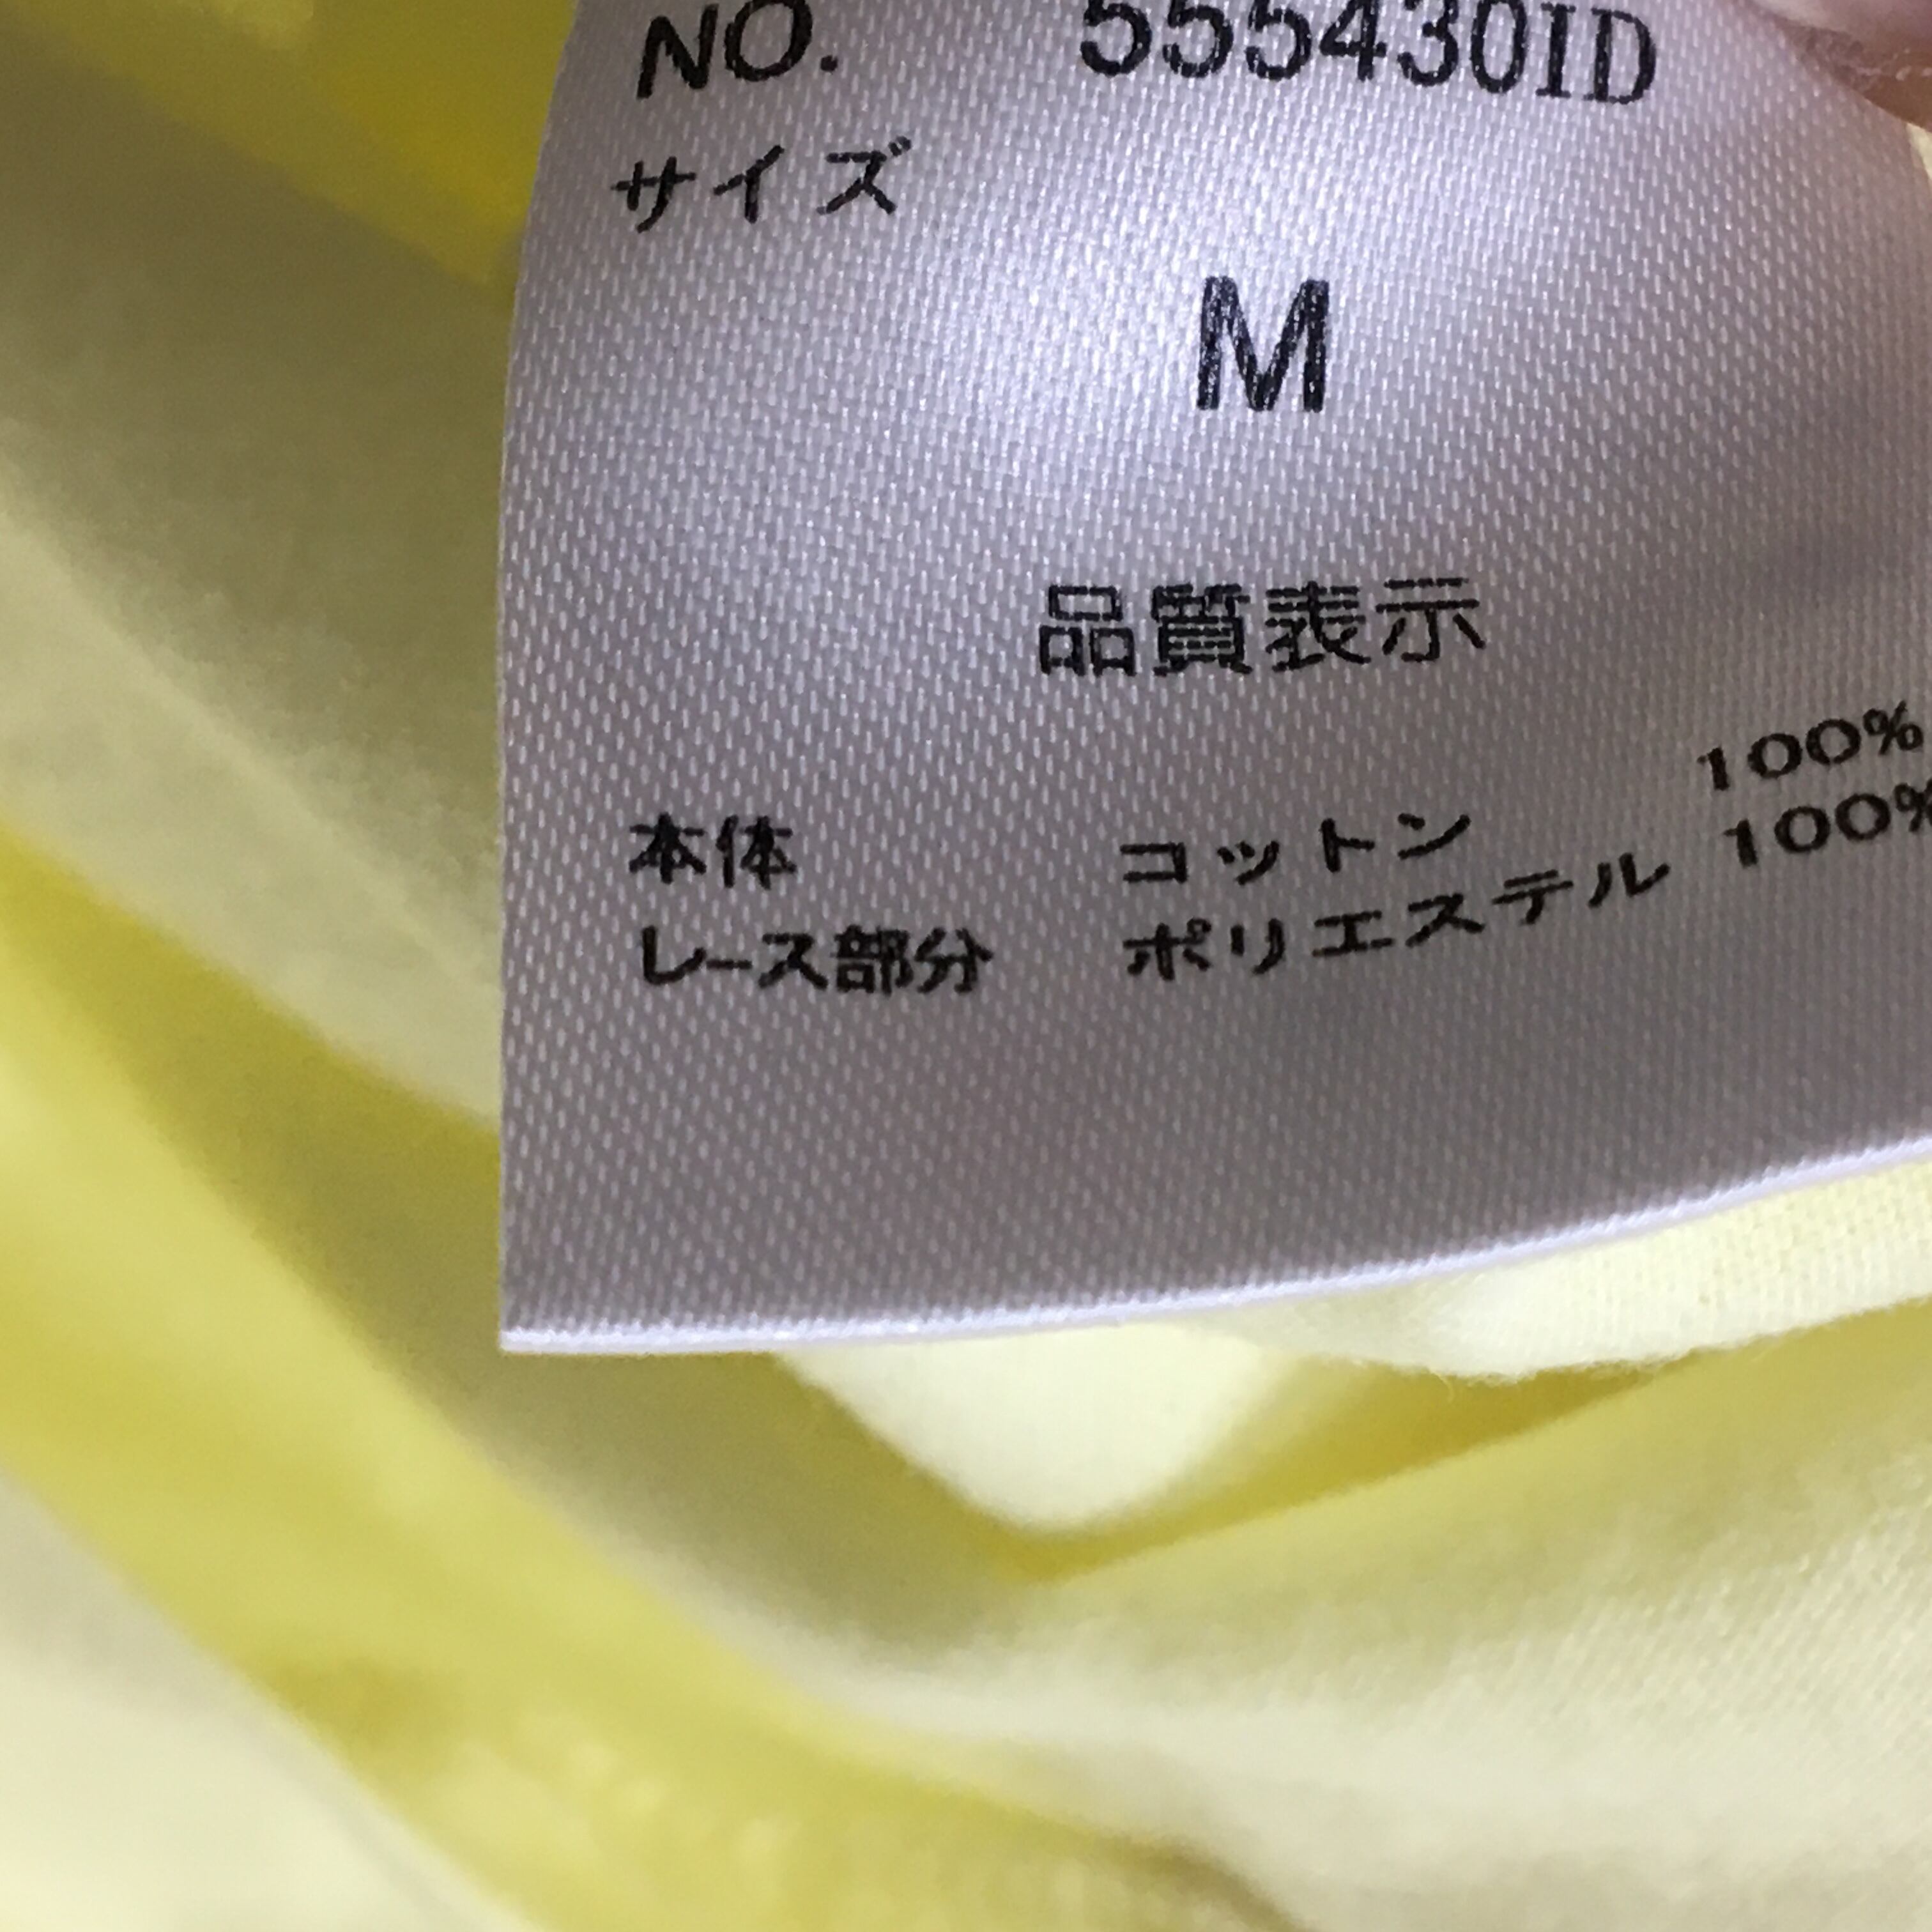 NO. 555430ID
サイズ
M
品質表示
本体 コットン 100%
レース部分 ポリエステル 100%